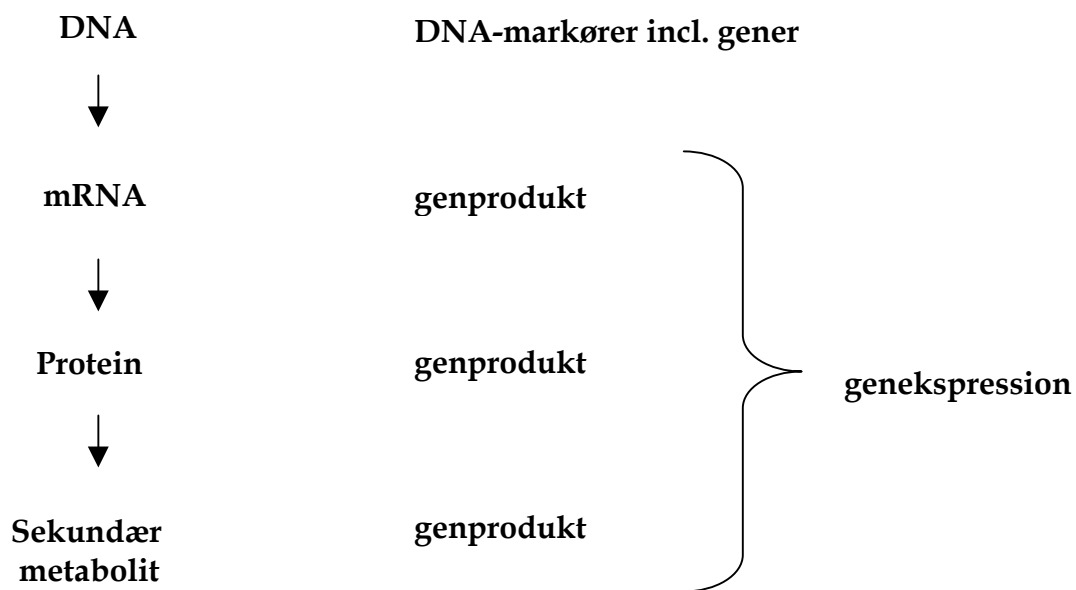 DNA DNA-markører incl. gener
mRNA genprodukt
Protein genprodukt
genekspression
Sekundær genprodukt
metabolit